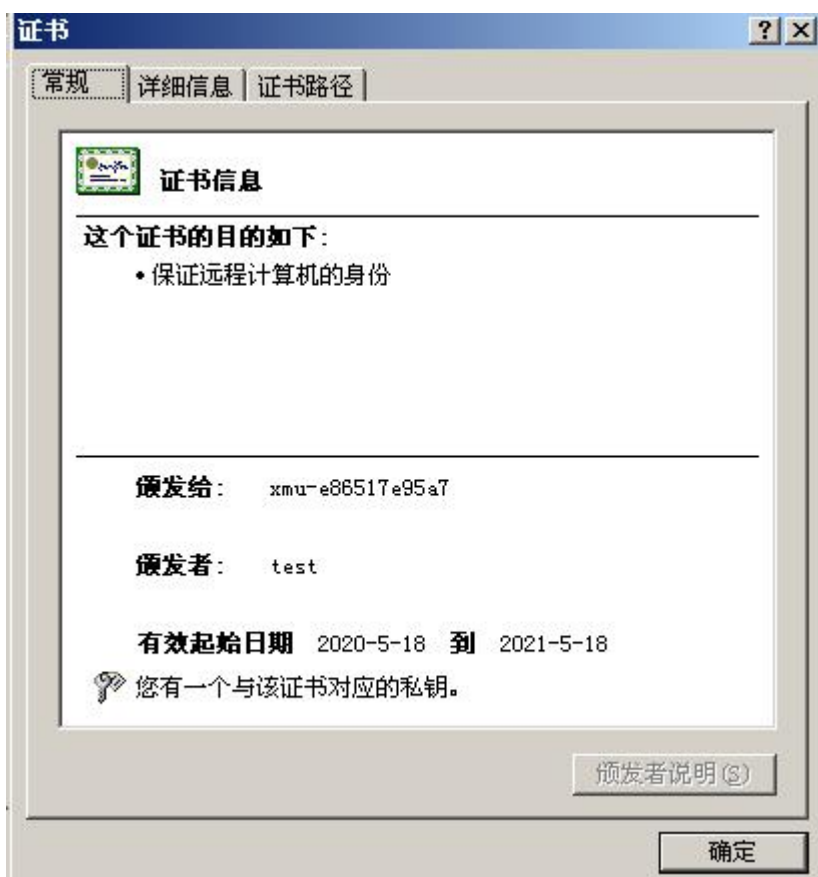 证书
常规 详细信息 证书路径
证书信息
这个证书的目的如下:
•保证远程计算机的身份
颁发给: xmu-e86517e95a7
颁发者: test
有效起始日期 2020-5-18 到 2021-5-18
您有一个与该证书对应的私钥。
颁发者说明(S)
确定